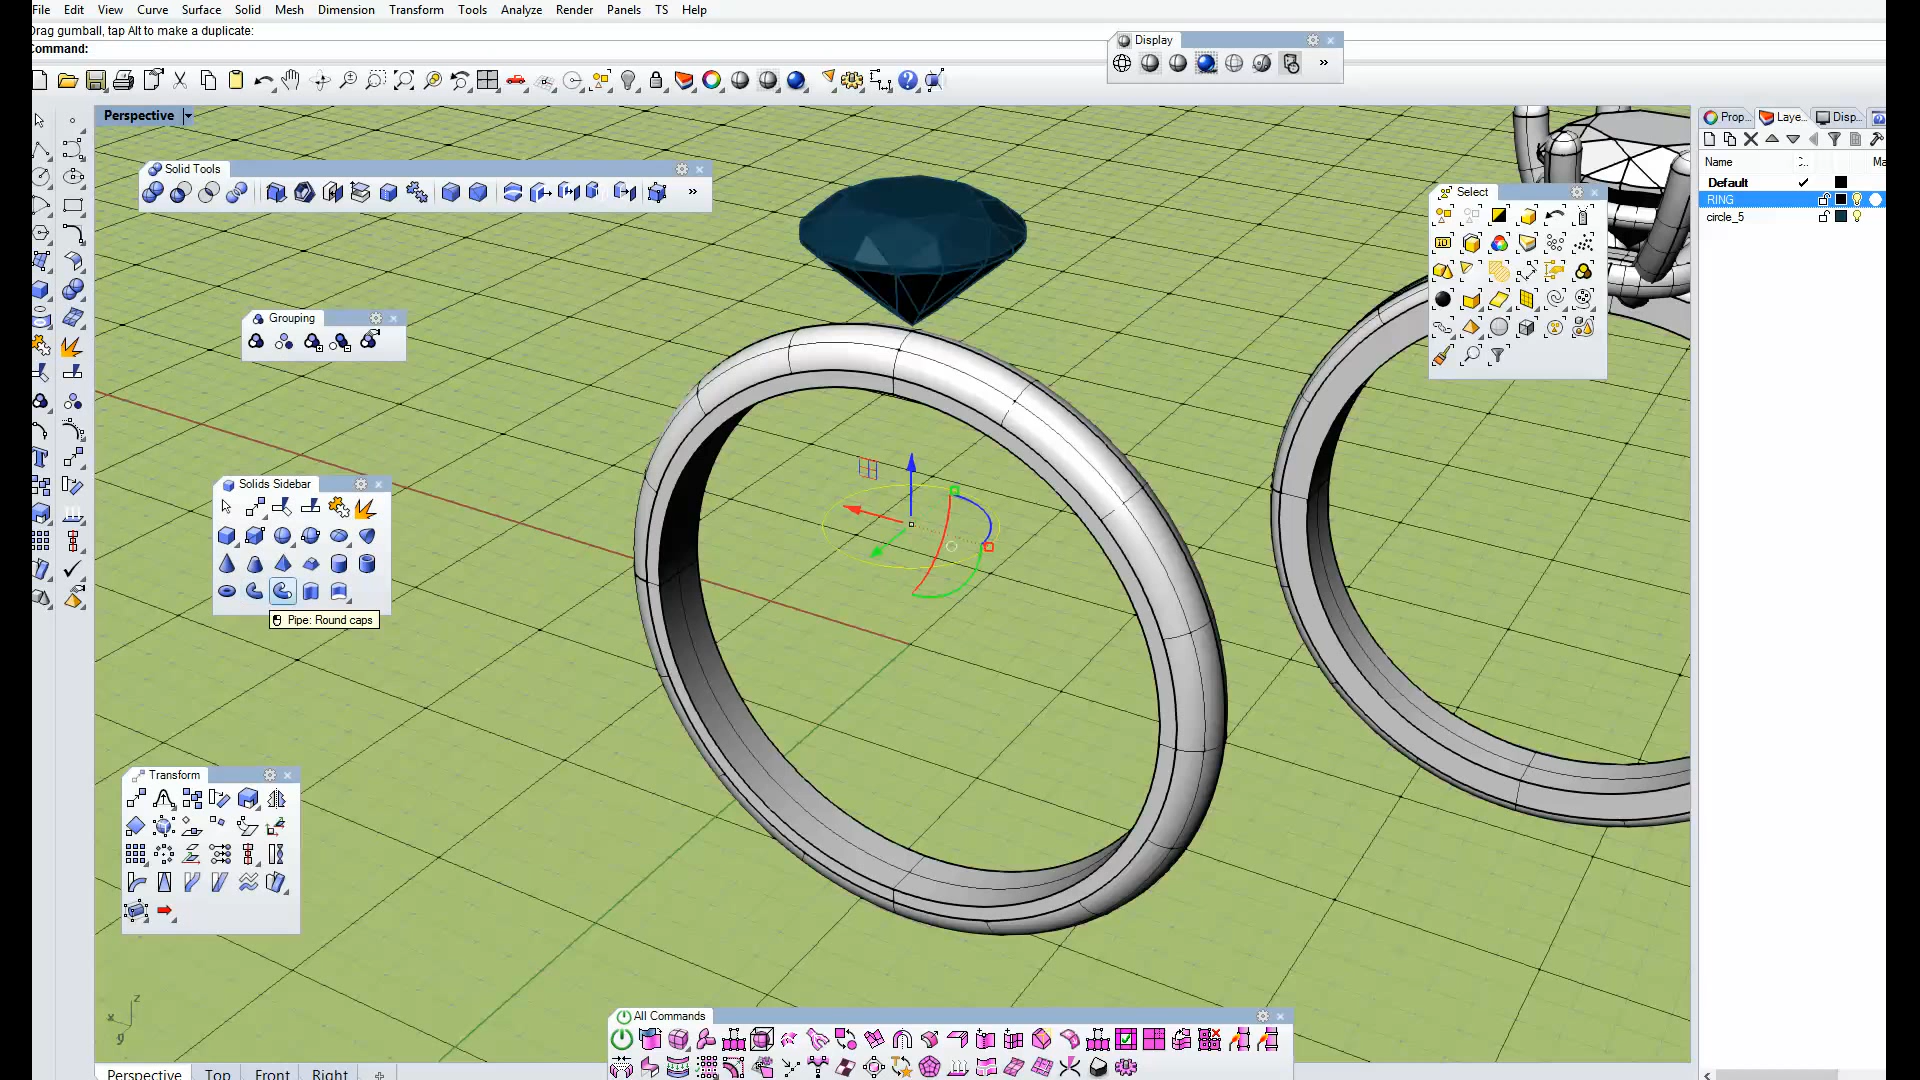 File Edit View Curve Surface Solid Mesh Dimension Transform Tools Analyze Render Panels TS Help
Drag gumball, tap Alt to make a duplicate:
Command:
Display
Perspective
Prop...
Laye...
Disp...
Solid Tools
Name
Ma
Default
RING
circle_5
Select
Grouping
Solids Sidebar
Pipe: Round caps
Transform
z
x
y
All Commands
Perspective Top Front Right